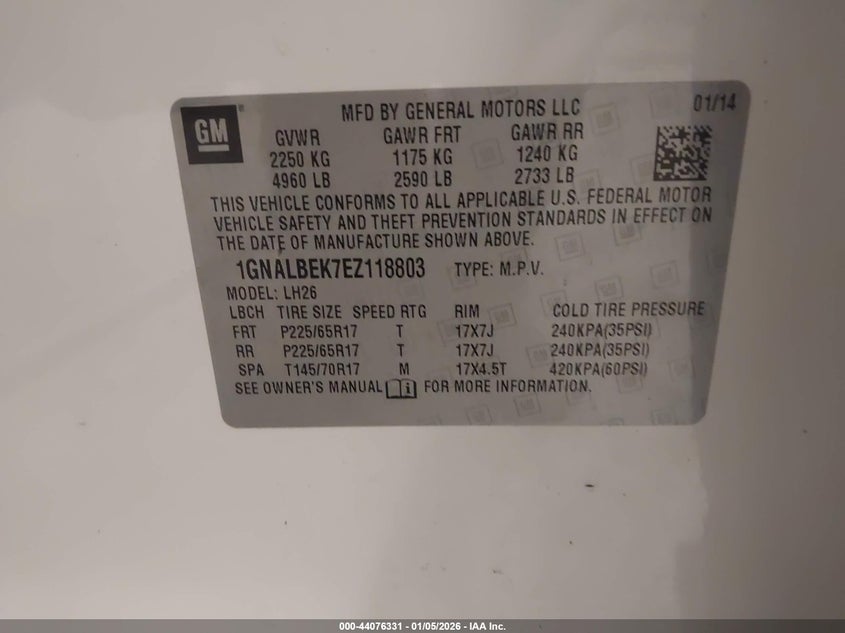 GM
MFD BY GENERAL MOTORS LLC 01/14
GVWR GAWR FRT GAWR RR
2250 KG 1175 KG 1240 KG
4960 LB 2590 LB 2733 LB
THIS VEHICLE CONFORMS TO ALL APPLICABLE U.S. FEDERAL MOTOR
VEHICLE SAFETY AND THEFT PREVENTION STANDARDS IN EFFECT ON
THE DATE OF MANUFACTURE SHOWN ABOVE.
1GNALBEK7EZ118803 TYPE: M.P.V.
MODEL: LH26
LBCH TIRE SIZE SPEED RTG RIM COLD TIRE PRESSURE
FRT P225/65R17 T 17X7J 240KPA(35PSI)
RR P225/65R17 T 17X7J 240KPA(35PSI)
SPA T145/70R17 M 17X4.5T 420KPA(60PSI)
SEE OWNER'S MANUAL FOR MORE INFORMATION.
000-44076331 - 01/05/2026 - IAA Inc.